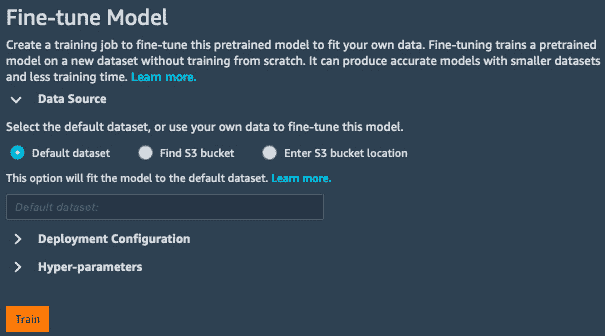 Fine-tune Model
Create a training job to fine-tune this pretrained model to fit your own data. Fine-tuning trains a pretrained
model on a new dataset without training from scratch. It can produce accurate models with smaller datasets
and less training time. Learn more.
Data Source
Select the default dataset, or use your own data to fine-tune this model.
Default dataset Find S3 bucket Enter S3 bucket location
This option will fit the model to the default dataset. Learn more.
Default dataset:
Deployment Configuration
Hyper-parameters
Train